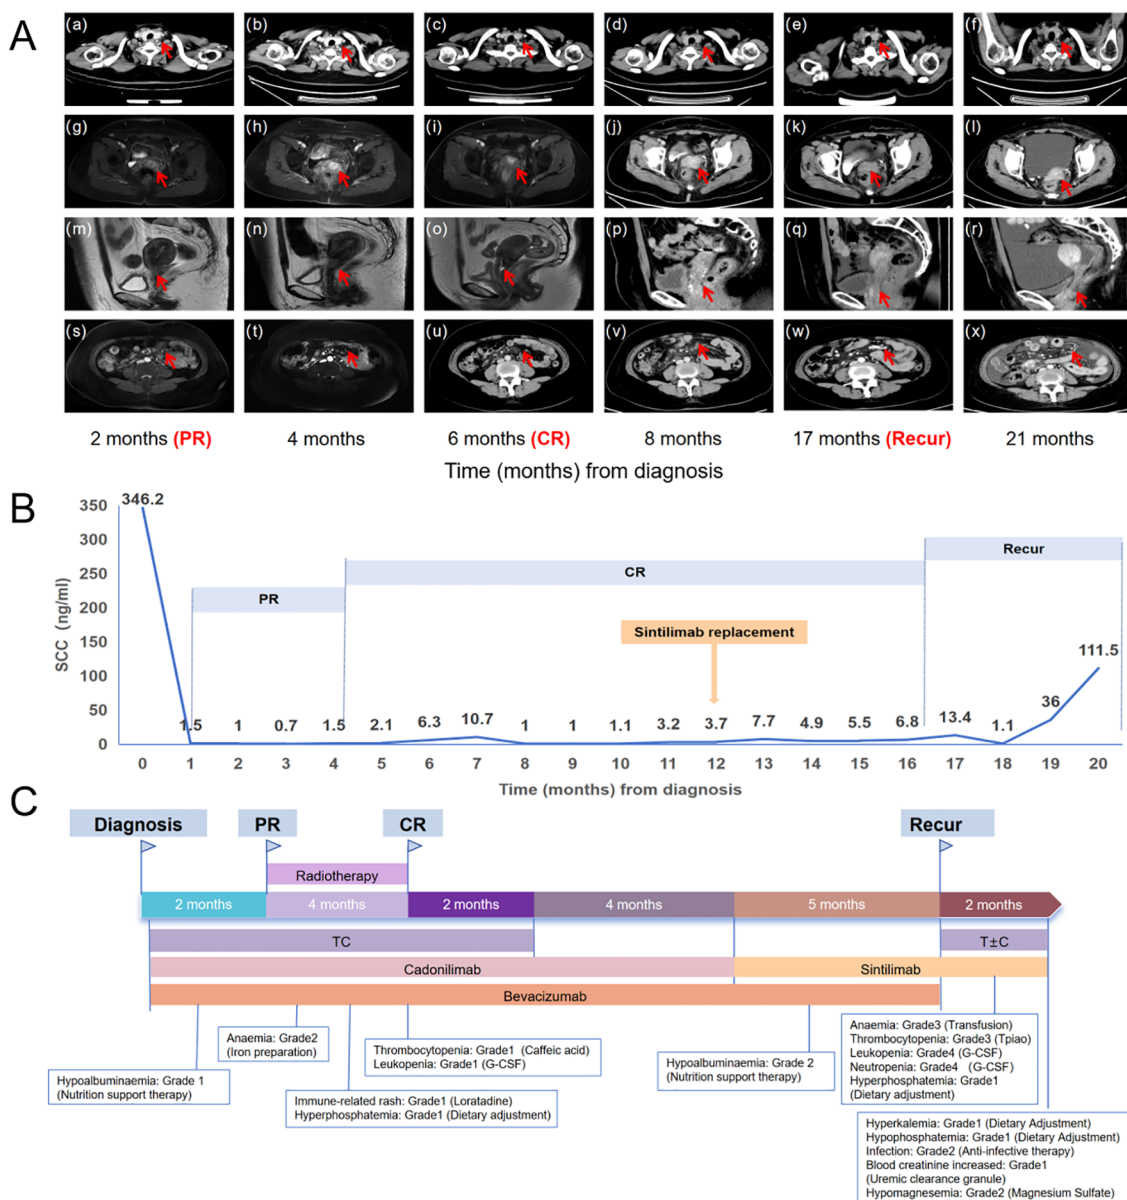 A
(a) (b) (c) (d) (e) (f)
(g) (h) (i) (j) (k) (l)
(m) (n) (o) (p) (q) (r)
(s) (t) (u) (v) (w) (x)
2 months (PR) 4 months 6 months (CR) 8 months 17 months (Recur) 21 months
Time (months) from diagnosis
B
SCC (ng/ml)
350
300
250
200
150
100
50
0
346.2 1.5 1 0.7 1.5 2.1 6.3 10.7 1 1 1.1 3.2 3.7 7.7 4.9 5.5 6.8 13.4 1.1 36 111.5
PR
CR
Recur
Sintilimab replacement
0 1 2 3 4 5 6 7 8 9 10 11 12 13 14 15 16 17 18 19 20
Time (months) from diagnosis
C
Diagnosis PR CR Recur
Radiotherapy
2 months 4 months 2 months 4 months 5 months 2 months
TC T±C
Cadonilimab Sintilimab
Bevacizumab
Hypoalbuminaemia: Grade 1
(Nutrition support therapy)
Anaemia: Grade2
(Iron preparation)
Immune-related rash: Grade1 (Loratadine)
Hyperphosphatemia: Grade1 (Dietary adjustment)
Thrombocytopenia: Grade1 (Caffeic acid)
Leukopenia: Grade1 (G-CSF)
Hypoalbuminaemia: Grade 2
(Nutrition support therapy)
Anaemia: Grade3 (Transfusion)
Thrombocytopenia: Grade3 (Tpiao)
Leukopenia: Grade4 (G-CSF)
Neutropenia: Grade4 (G-CSF)
Hyperphosphatemia: Grade1
(Dietary adjustment)
Hyperkalemia: Grade1 (Dietary Adjustment)
Hypophosphatemia: Grade1 (Dietary Adjustment)
Infection: Grade2 (Anti-infective therapy)
Blood creatinine increased: Grade1
(Uremic clearance granule)
Hypomagnesemia: Grade2 (Magnesium Sulfate)